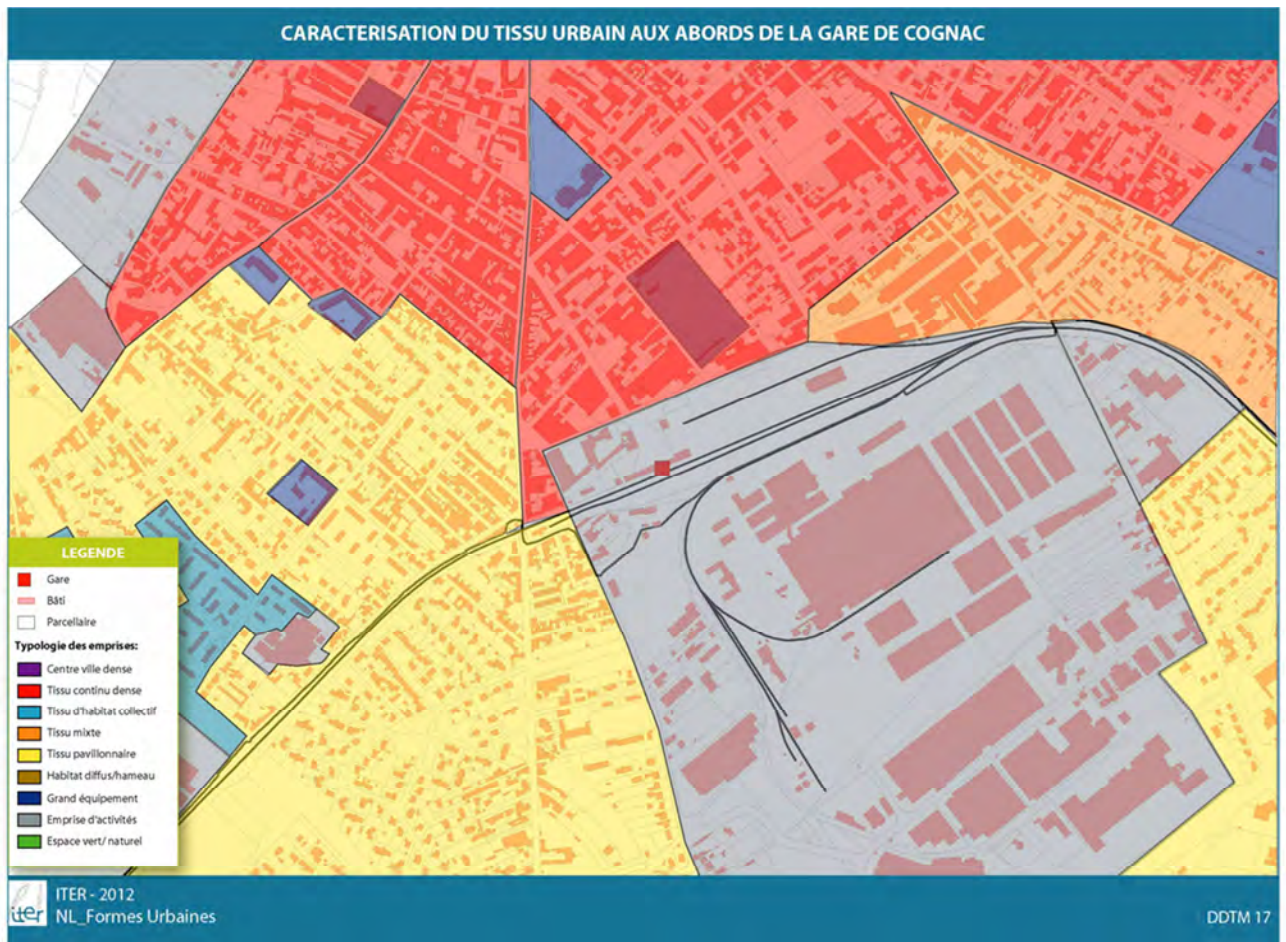 CARACTERISATION DU TISSU URBAIN AUX ABORDS DE LA GARE DE COGNAC
LEGENDE
Gare
Bâti
Parcellaire
Typologie des emprises:
Centre ville dense
Tissu continu dense
Tissu d'habitat collectif
Tissu mixte
Tissu pavillonnaire
Habitat diffus/hameau
Grand équipement
Emprise d'activités
Espace vert/ naturel
iter
ITER - 2012
NL_Formes Urbaines
DDTM 17